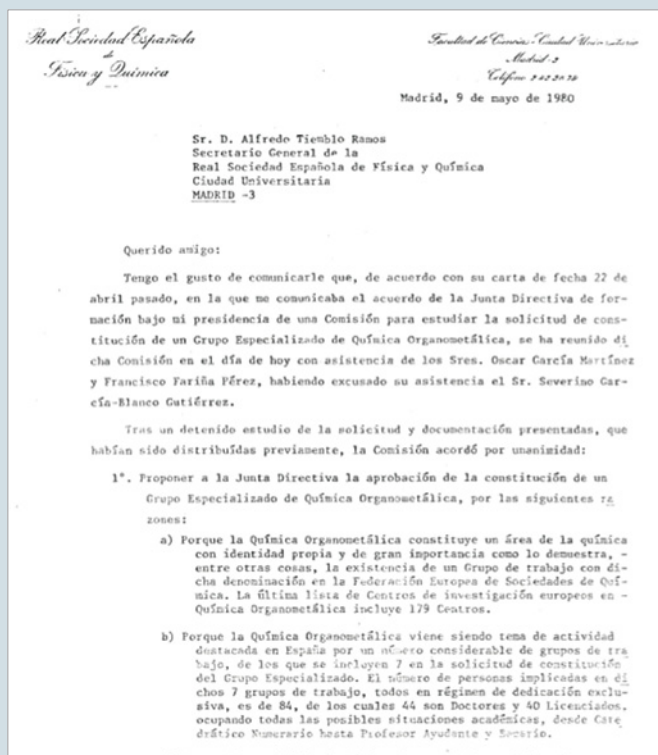 Real Sociedad Española
de
Física y Química
Facultad de Ciencias - Ciudad Universitaria
Madrid - 3
Teléfono
Madrid, 9 de mayo de 1980
Sr. D. Alfredo Tiemblo Ramos
Secretario General de la
Real Sociedad Española de Física y Química
Ciudad Universitaria
MADRID -3
Querido amigo:
Tengo el gusto de comunicarle que, de acuerdo con su carta de fecha 22 de
abril pasado, en la que me comunicaba el acuerdo de la Junta Directiva de for-
mación bajo mi presidencia de una Comisión para estudiar la solicitud de cons-
titución de un Grupo Especializado de Química Organometálica, se ha reunido di
cha Comisión en el día de hoy con asistencia de los Sres. Oscar García Martínez
y Francisco Fariña Pérez, habiendo excusado su asistencia el Sr. Severino Gar-
cía-Blanco Gutiérrez.
Tras un detenido estudio de la solicitud y documentación presentadas, que
habían sido distribuídas previamente, la Comisión acordó por unanimidad:
1º. Proponer a la Junta Directiva la aprobación de la constitución de un
Grupo Especializado de Química Organometálica, por las siguientes ra
zones:
a) Porque la Química Organometálica constituye un área de la química
con identidad propia y de gran importancia como lo demuestra, -
entre otras cosas, la existencia de un Grupo de trabajo con di-
cha denominación en la Federación Europea de Sociedades de Quí-
mica. La última lista de Centros de investigación europeos en -
Química Organometálica incluye 179 Centros.
b) Porque la Química Organometálica viene siendo tema de actividad
destacada en España por un número considerable de grupos de tra
bajo, de los que se incluyen 7 en la solicitud de constitución
del Grupo Especializado. El número de personas implicadas en di
chos 7 grupos de trabajo, todos en régimen de dedicación exclu-
siva, es de 84, de los cuales 44 son Doctores y 40 Licenciados.
ocupando todas las posibles situaciones académicas, desde Cate
drático Numerario hasta Profesor Ayudante y Becario.